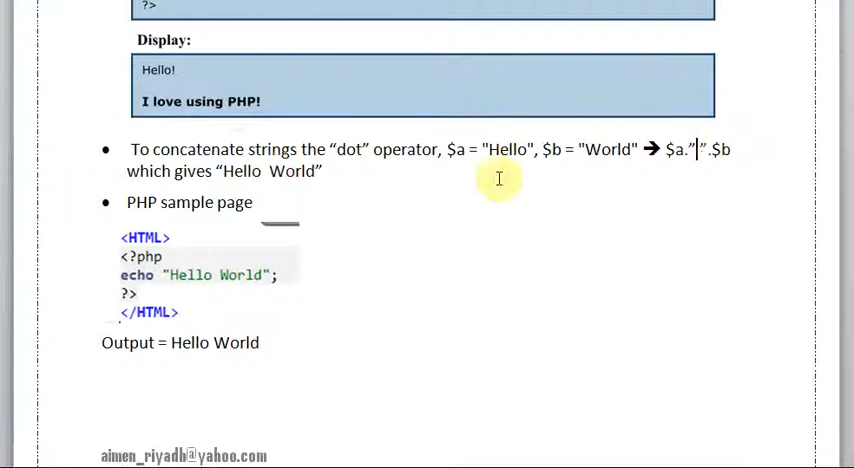 ?>
Display:
Hello!
I love using PHP!
• To concatenate strings the “dot” operator, $a = "Hello", $b = "World" ➔ $a.” ”.$b
which gives “Hello  World”
• PHP sample page
<HTML>
<?php
echo "Hello World";
?>
</HTML>
Output = Hello World
aimen_riyadh@yahoo.com